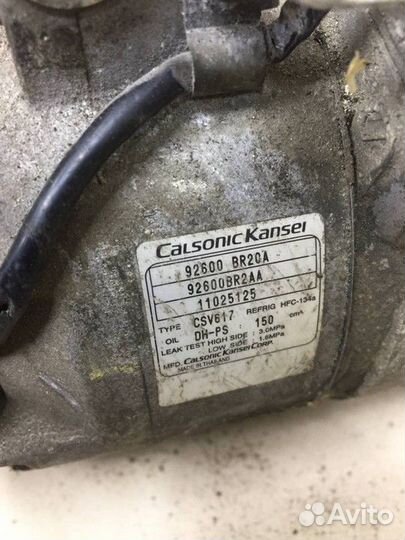 Calsonic Kansei
92600 BR20A
92600BR2AA
11025125
TYPE CSV617 REFRIG HFC-134a
OIL DH-PS : 150 cm³
LEAK TEST HIGH SIDE : 3.0MPa
LOW SIDE : 1.6MPa
MFD. Calsonic Kansei CORP.
MADE IN THAILAND
Avito